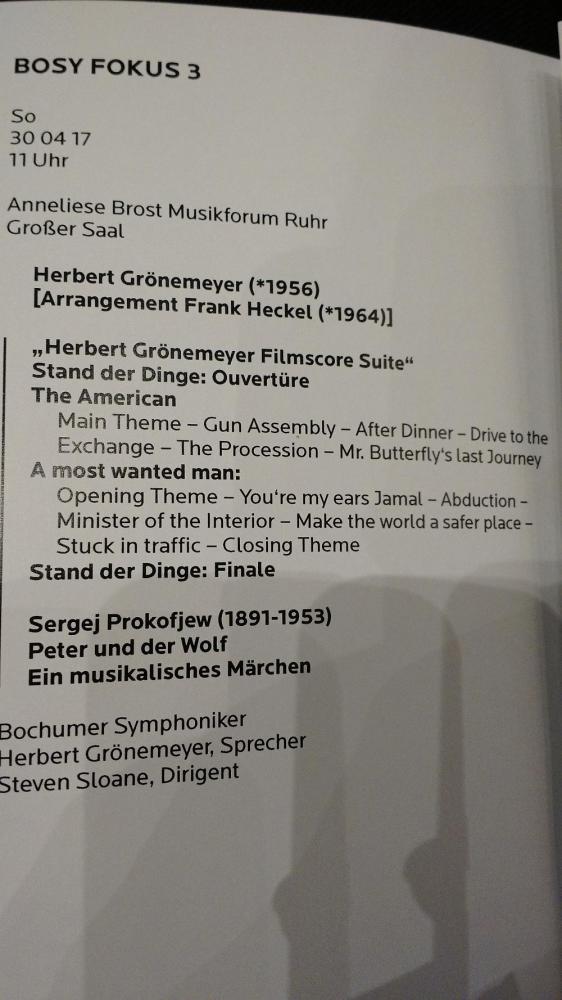 BOSY FOKUS 3
So
30 04 17
11 Uhr
Anneliese Brost Musikforum Ruhr
Großer Saal
Herbert Grönemeyer (*1956)
[Arrangement Frank Heckel (*1964)]
„Herbert Grönemeyer Filmscore Suite“
Stand der Dinge: Ouvertüre
The American
Main Theme – Gun Assembly – After Dinner – Drive to the
Exchange – The Procession – Mr. Butterfly's last Journey
A most wanted man:
Opening Theme – You're my ears Jamal – Abduction –
Minister of the Interior – Make the world a safer place –
Stuck in traffic – Closing Theme
Stand der Dinge: Finale
Sergej Prokofjew (1891-1953)
Peter und der Wolf
Ein musikalisches Märchen
Bochumer Symphoniker
Herbert Grönemeyer, Sprecher
Steven Sloane, Dirigent